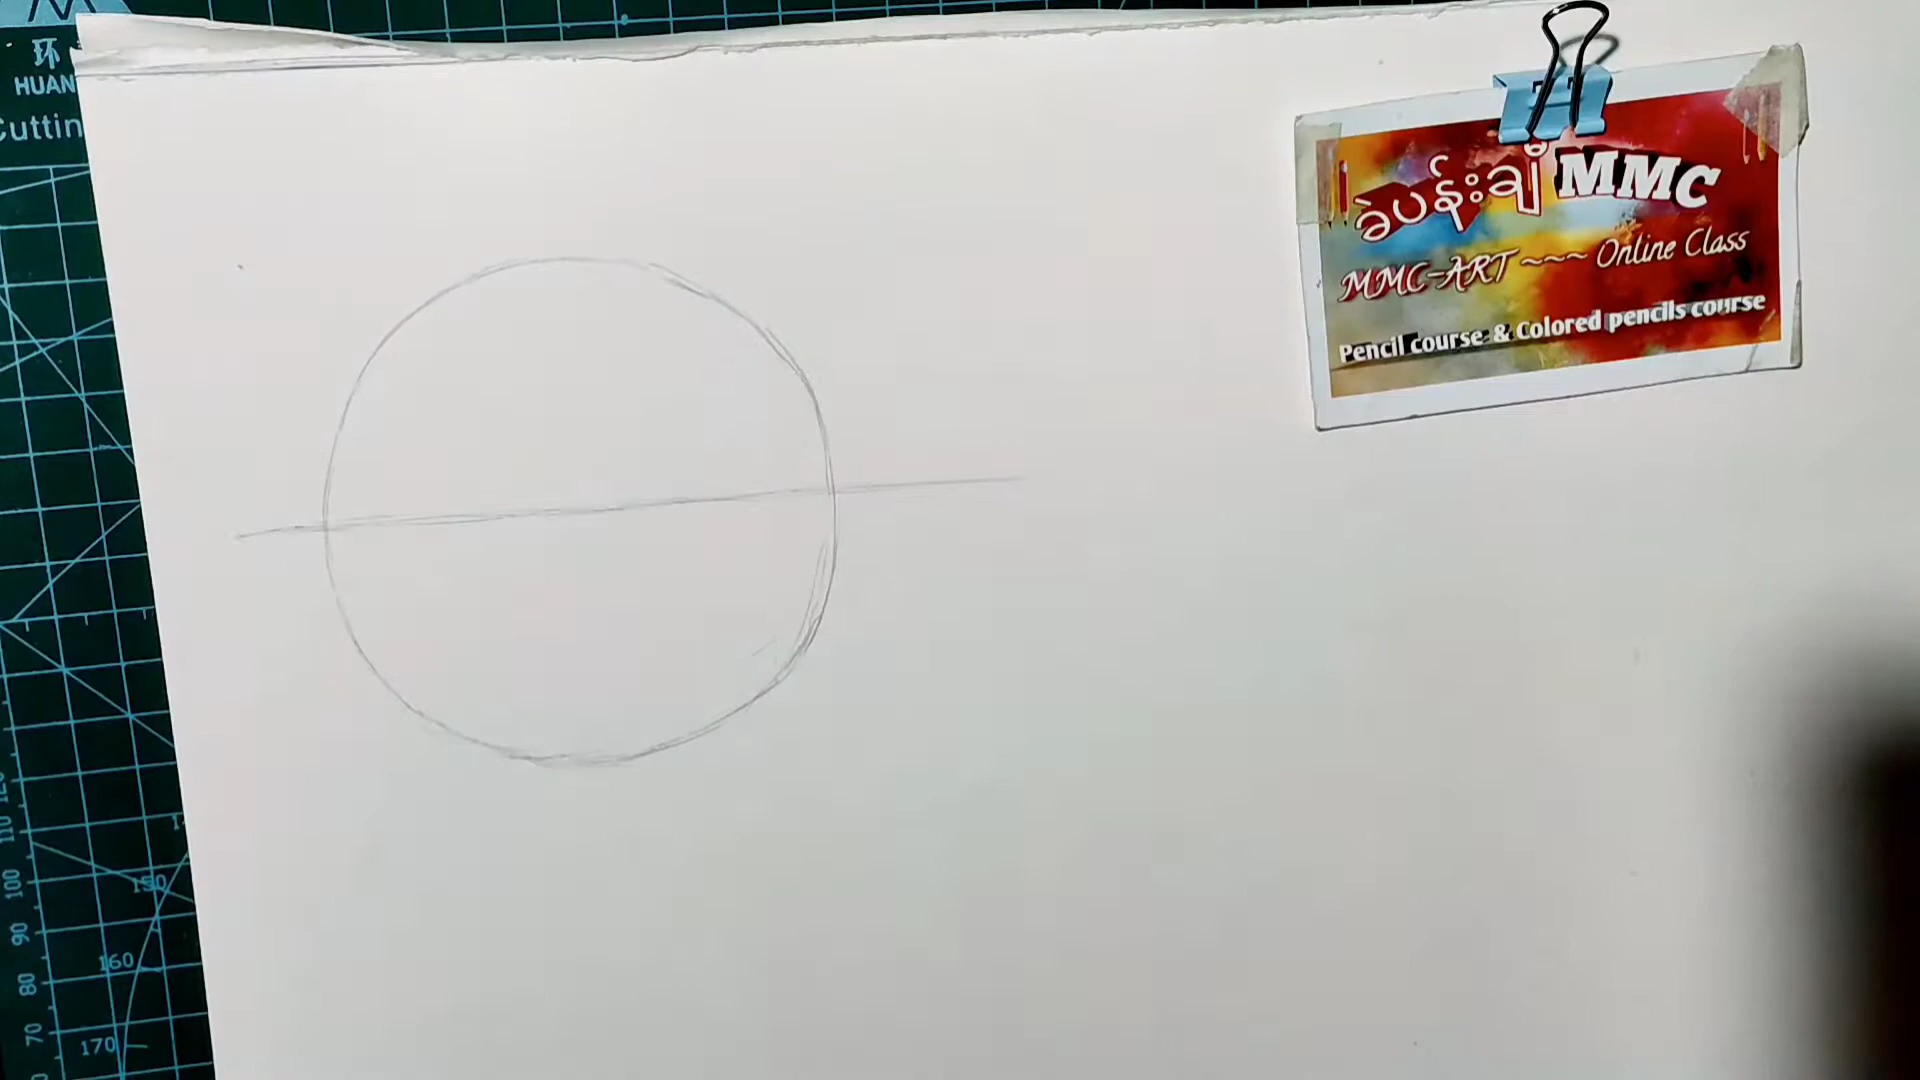 环
HUAN
Cuttin
ခဲပန်းချီ MMC
MMC-ART ~~~ Online Class
Pencil course & Colored pencils course
120
110
100
90
80
70
150
160
170